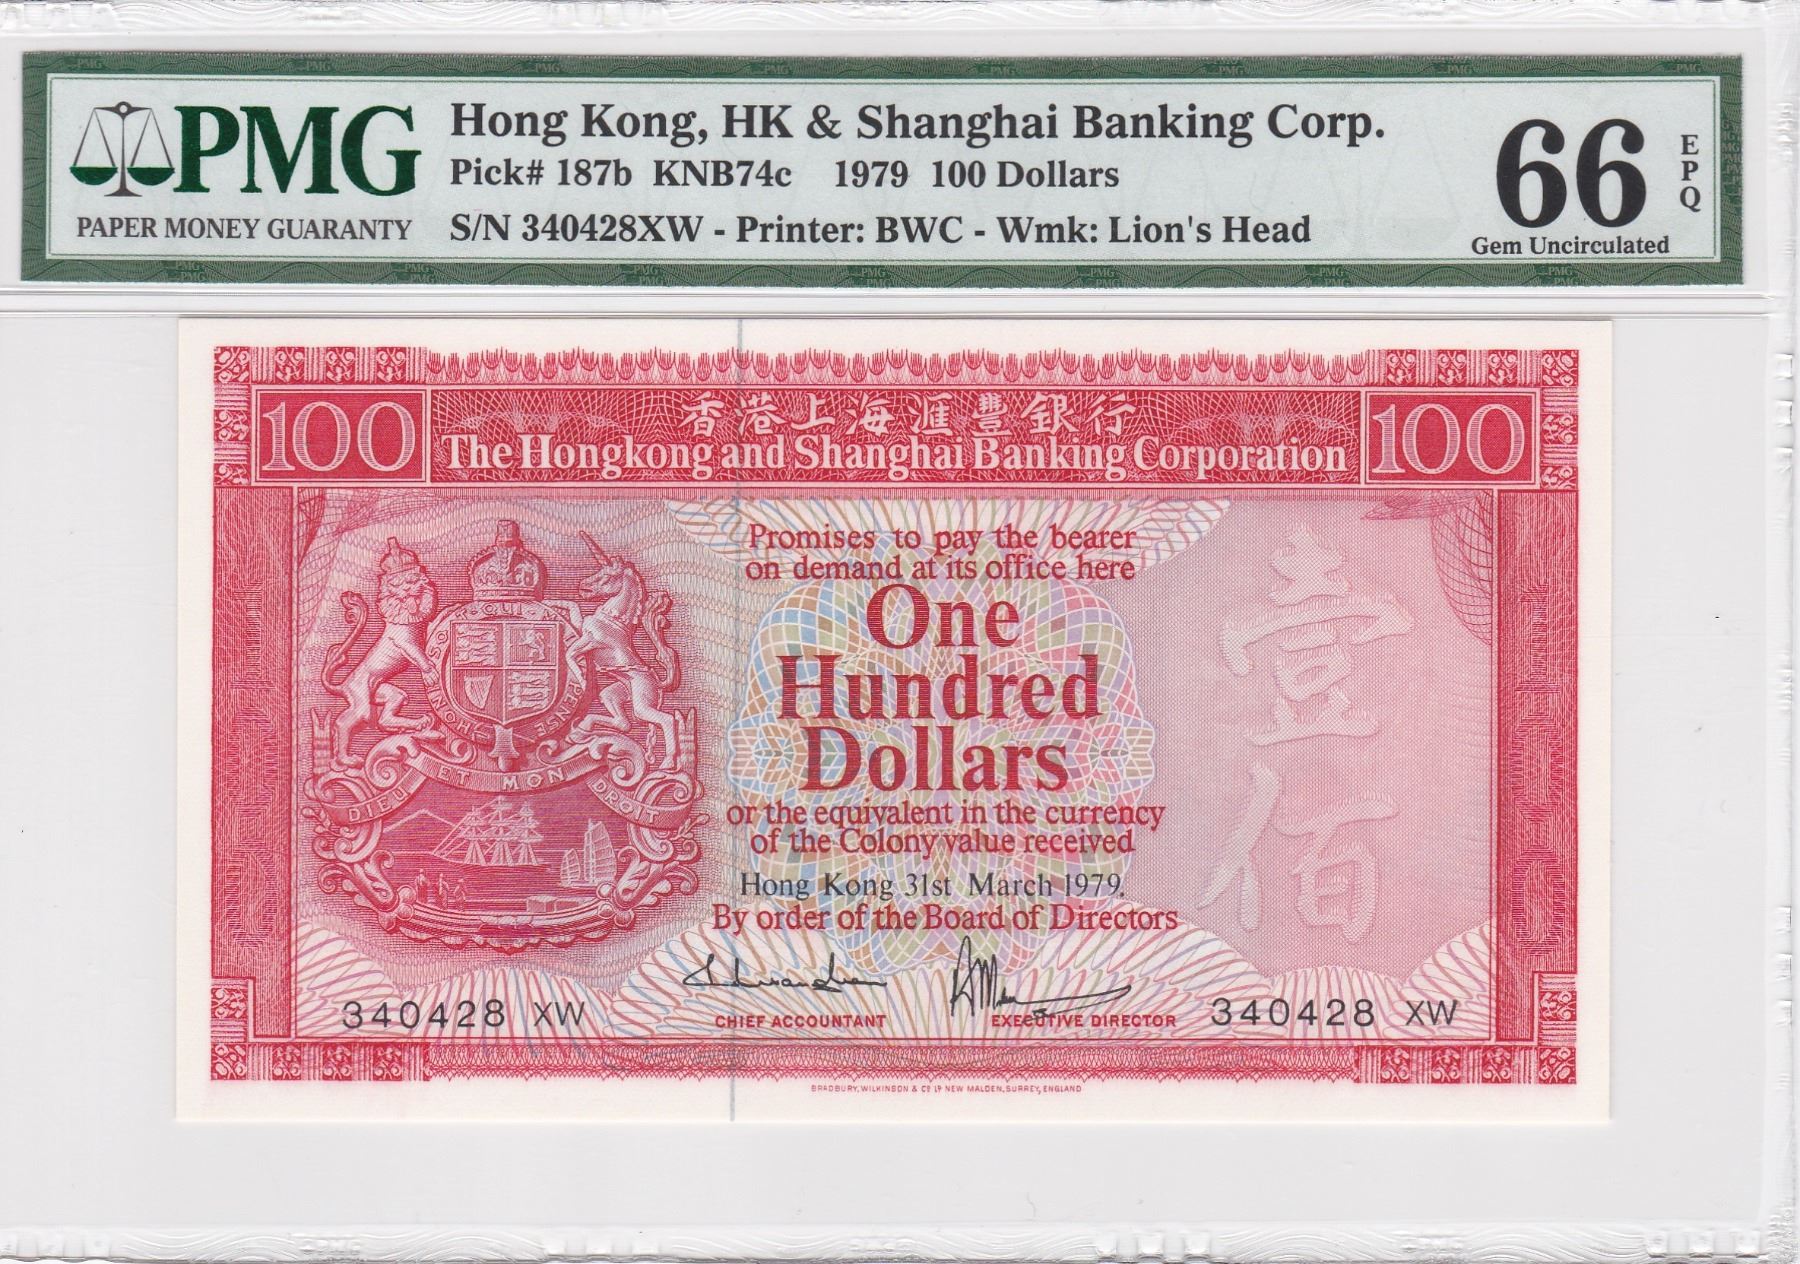 PMG
PAPER MONEY GUARANTY
Hong Kong, HK & Shanghai Banking Corp.
Pick# 187b KNB74c 1979 100 Dollars
S/N 340428XW - Printer: BWC - Wmk: Lion's Head
66
EPQ
Gem Uncirculated
100
香港上海滙豐銀行
100
The Hongkong and Shanghai Banking Corporation
Promises to pay the bearer
on demand at its office here
One
Hundred
Dollars
or the equivalent in the currency
of the Colony value received
Hong Kong 31st March 1979.
By order of the Board of Directors
壹
佰
HONI SO T QUI M PENSE
DIEU ET MON DROIT
340428 XW
CHIEF ACCOUNTANT
EXECUTIVE DIRECTOR
340428 XW
BRADBURY, WILKINSON & Co Ld NEW MALDEN, SURREY, ENGLAND